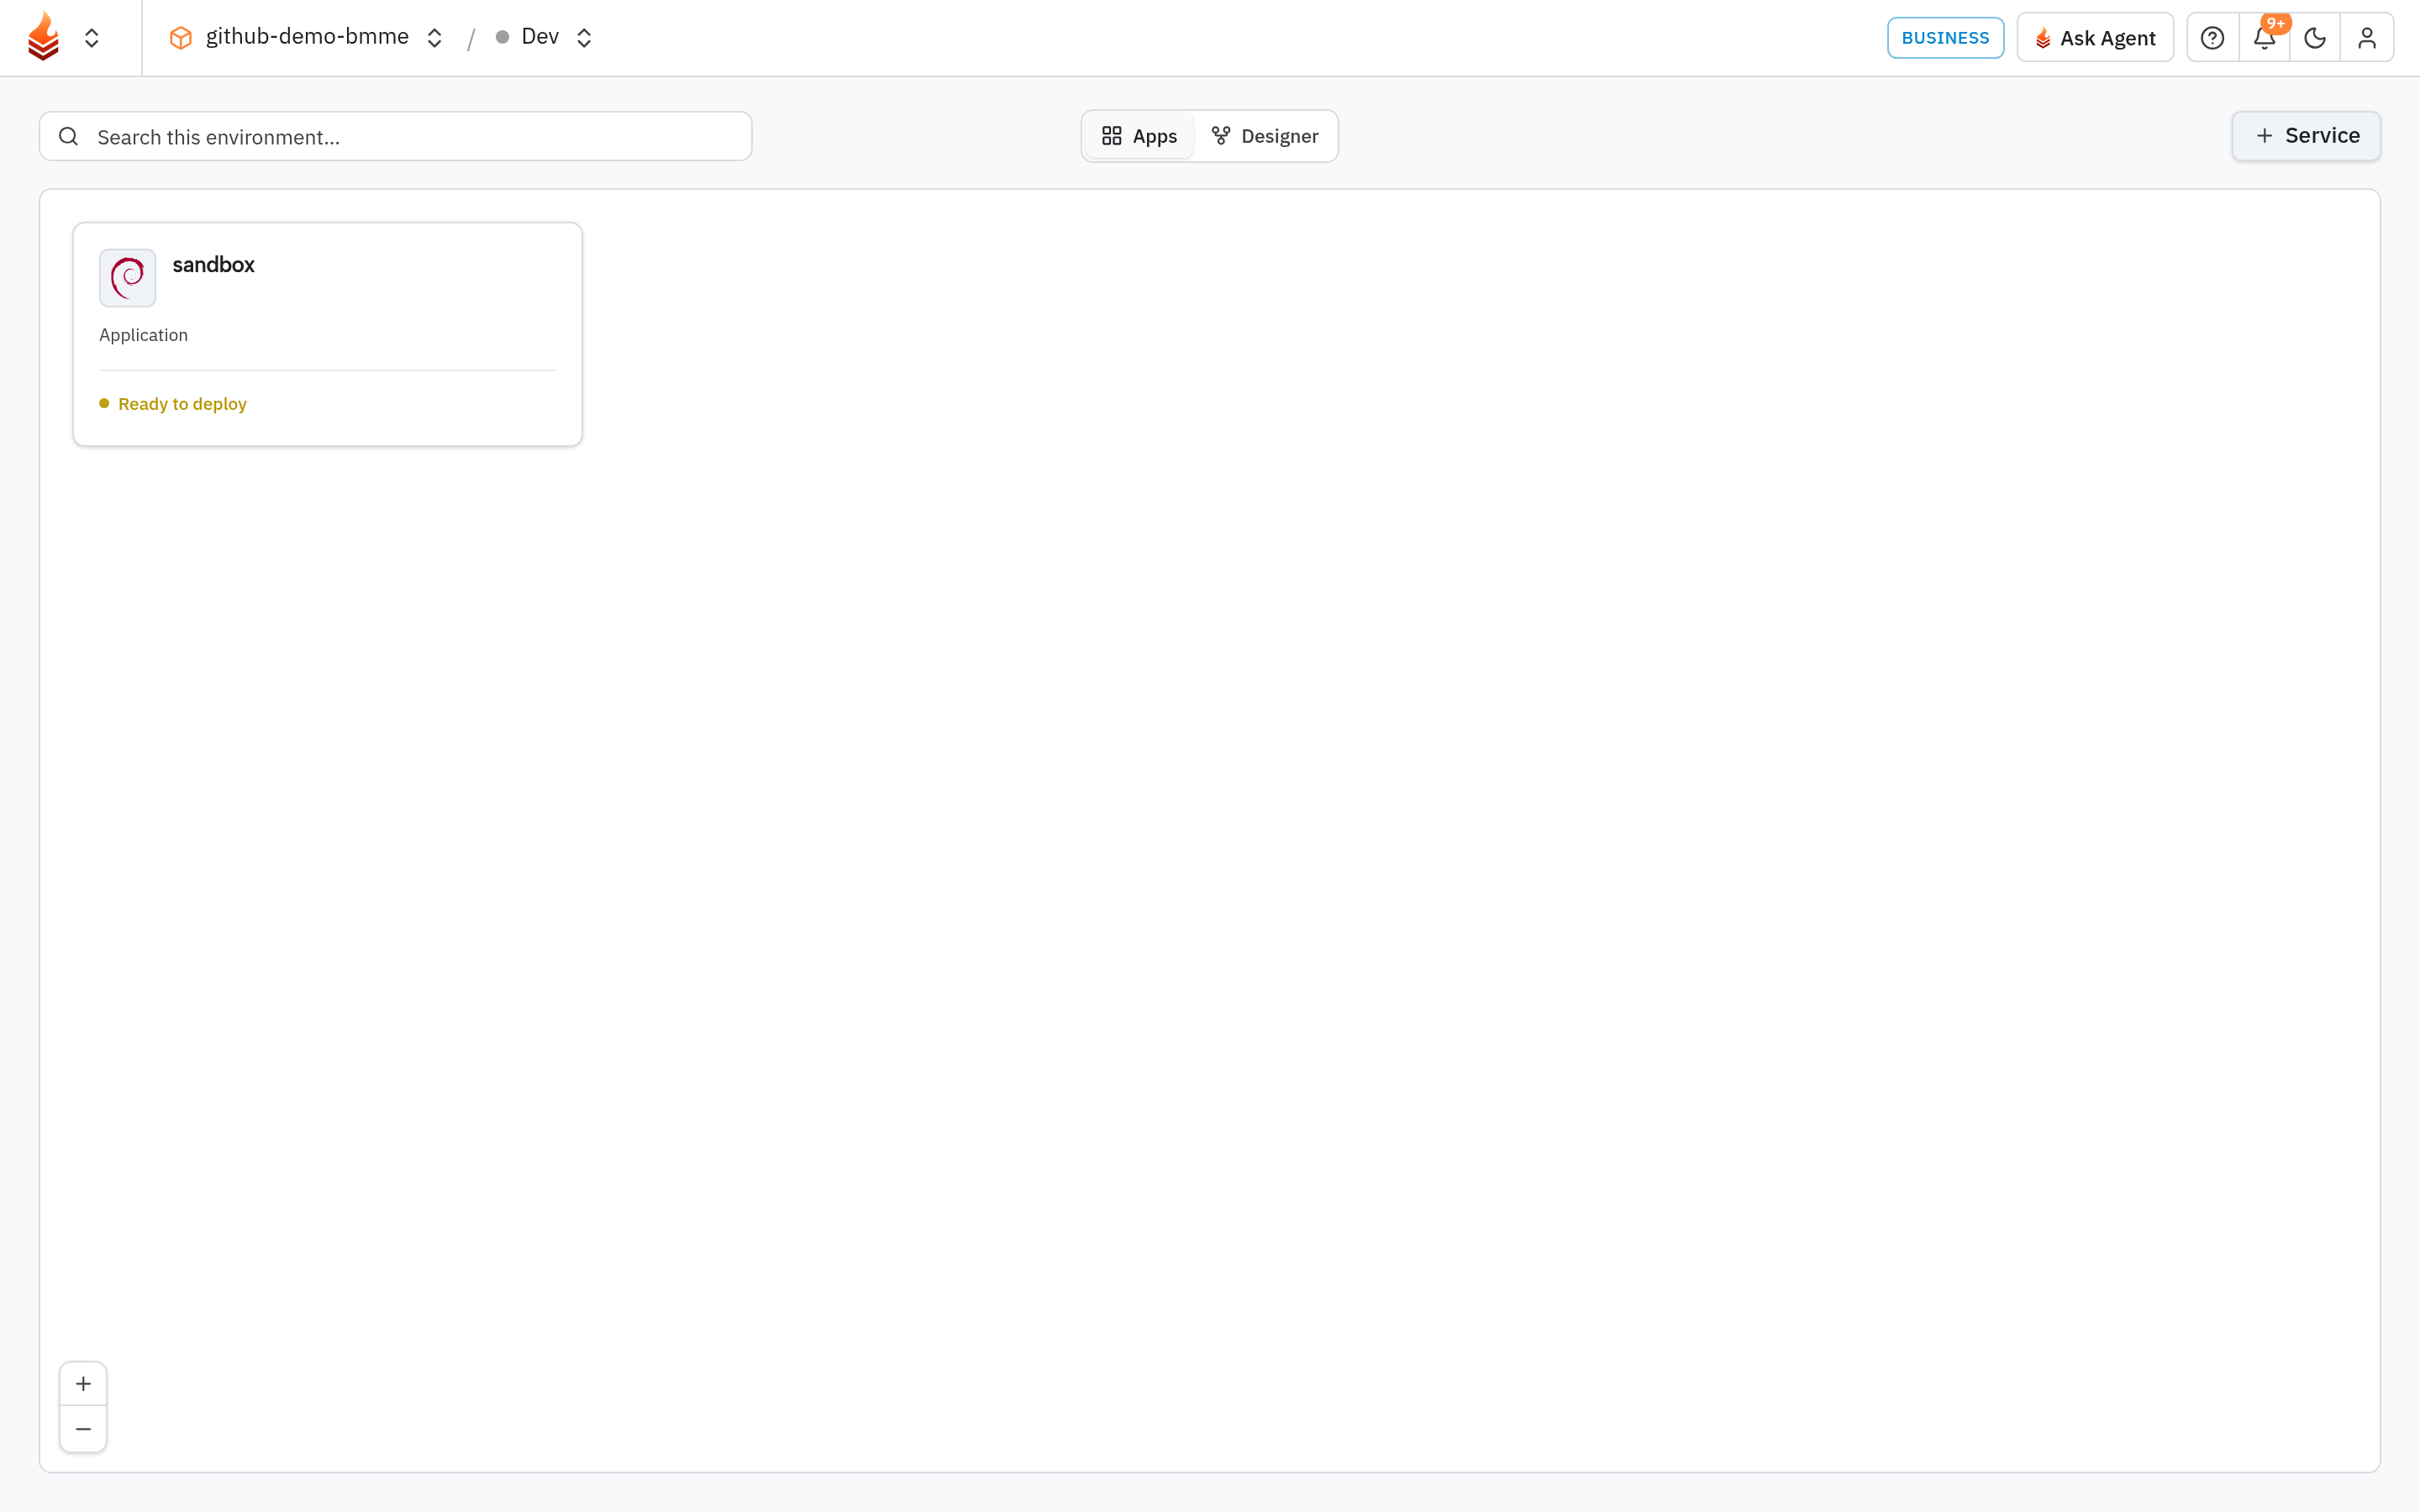 github-demo-bmme / Dev
BUSINESS
Ask Agent
9+
Search this environment...
Apps
Designer
+ Service
sandbox
Application
Ready to deploy